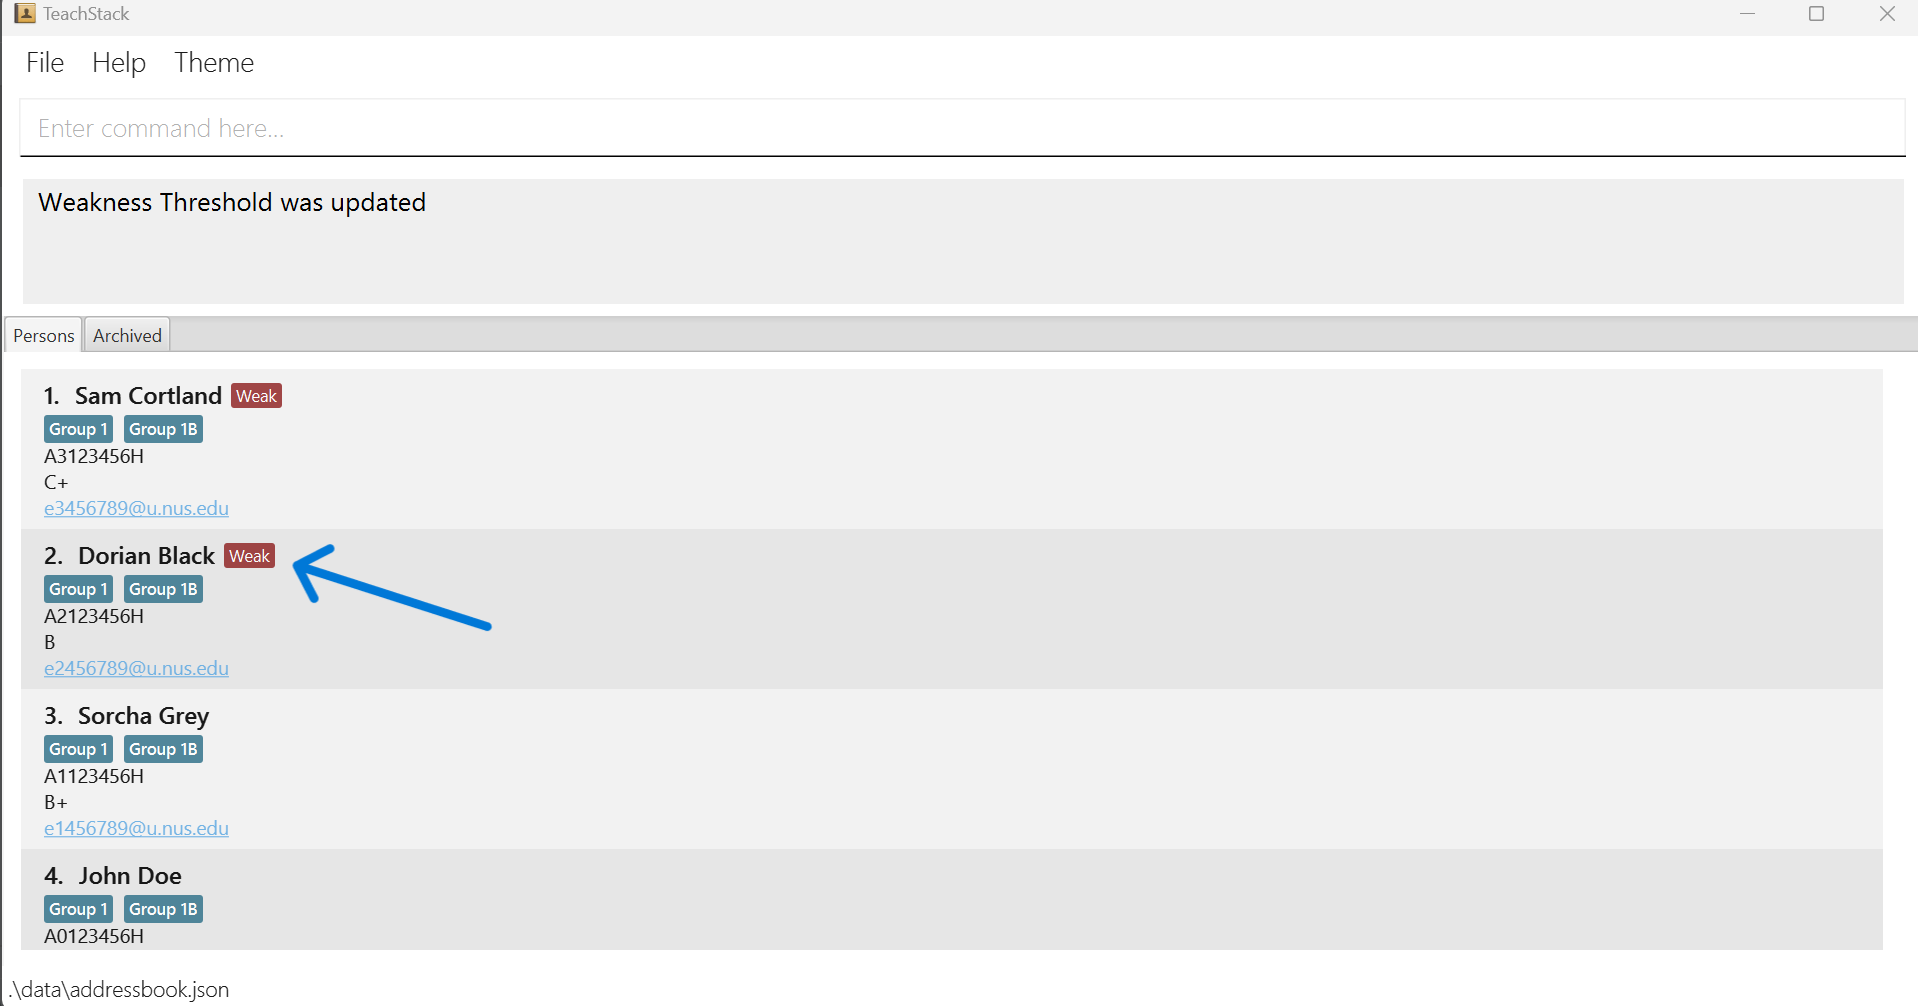 TeachStack
File Help Theme
Enter command here...
Weakness Threshold was updated
Persons Archived
1. Sam Cortland Weak
Group 1 Group 1B
A3123456H
C+
e3456789@u.nus.edu
2. Dorian Black Weak
Group 1 Group 1B
A2123456H
B
e2456789@u.nus.edu
3. Sorcha Grey
Group 1 Group 1B
A1123456H
B+
e1456789@u.nus.edu
4. John Doe
Group 1 Group 1B
A0123456H
.\data\addressbook.json